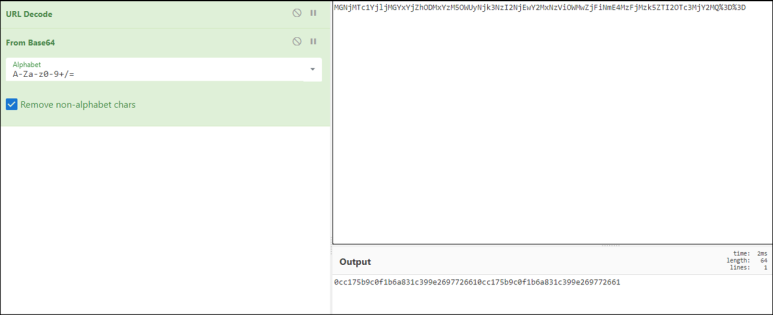 URL Decode
From Base64
Alphabet
A-Za-z0-9+/=
Remove non-alphabet chars
MGNjMTc1YjljMGYxYjZhODMxYzM5OWUyNjk3NzI2NjEwY2MxNzViOWMwZjFiNmE4MzFjMzk5ZTI2OTc3MjY2MQ%3D%3D
Output
time: 2ms
length: 64
lines: 1
0cc175b9c0f1b6a831c399e2697726610cc175b9c0f1b6a831c399e269772661